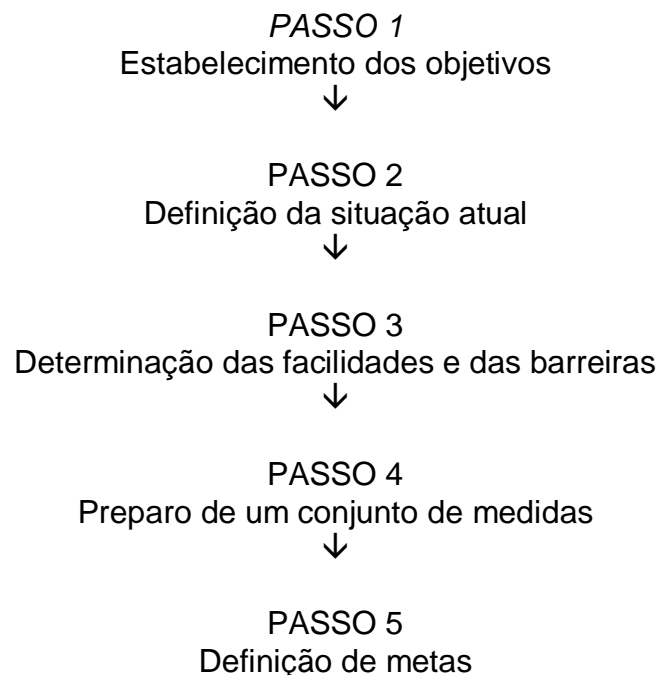 PASSO 1
Estabelecimento dos objetivos
↓
PASSO 2
Definição da situação atual
↓
PASSO 3
Determinação das facilidades e das barreiras
↓
PASSO 4
Preparo de um conjunto de medidas
↓
PASSO 5
Definição de metas